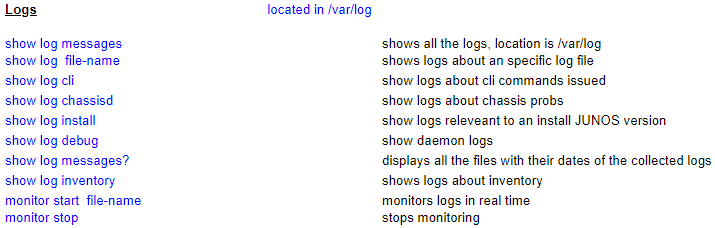 Logs located in /var/log
show log messages shows all the logs, location is /var/log
show log file-name shows logs about an specific log file
show log cli show logs about cli commands issued
show log chassisd show logs about chassis probs
show log install show logs releveant to an install JUNOS version
show log debug show daemon logs
show log messages? displays all the files with their dates of the collected logs
show log inventory shows logs about inventory
monitor start file-name monitors logs in real time
monitor stop stops monitoring